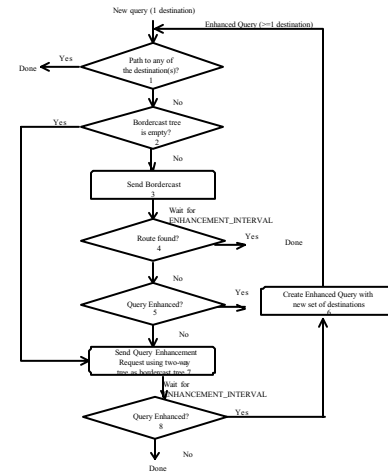 New query (1 destination)
Enhanced Query (>=1 destination)
Path to any of
the destination(s)?
1
Yes
Done
No
Bordercast tree
is empty?
2
Yes
No
Send Bordercast
3
Wait for
ENHANCEMENT_INTERVAL
Route found?
4
Yes
Done
No
Query Enhanced?
5
Yes
Create Enhanced Query with
new set of destinations
6
No
Send Query Enhancement
Request using two-way
tree as bordercast tree 7
Wait for
ENHANCEMENT_INTERVAL
Query Enhanced?
8
Yes
No
Done